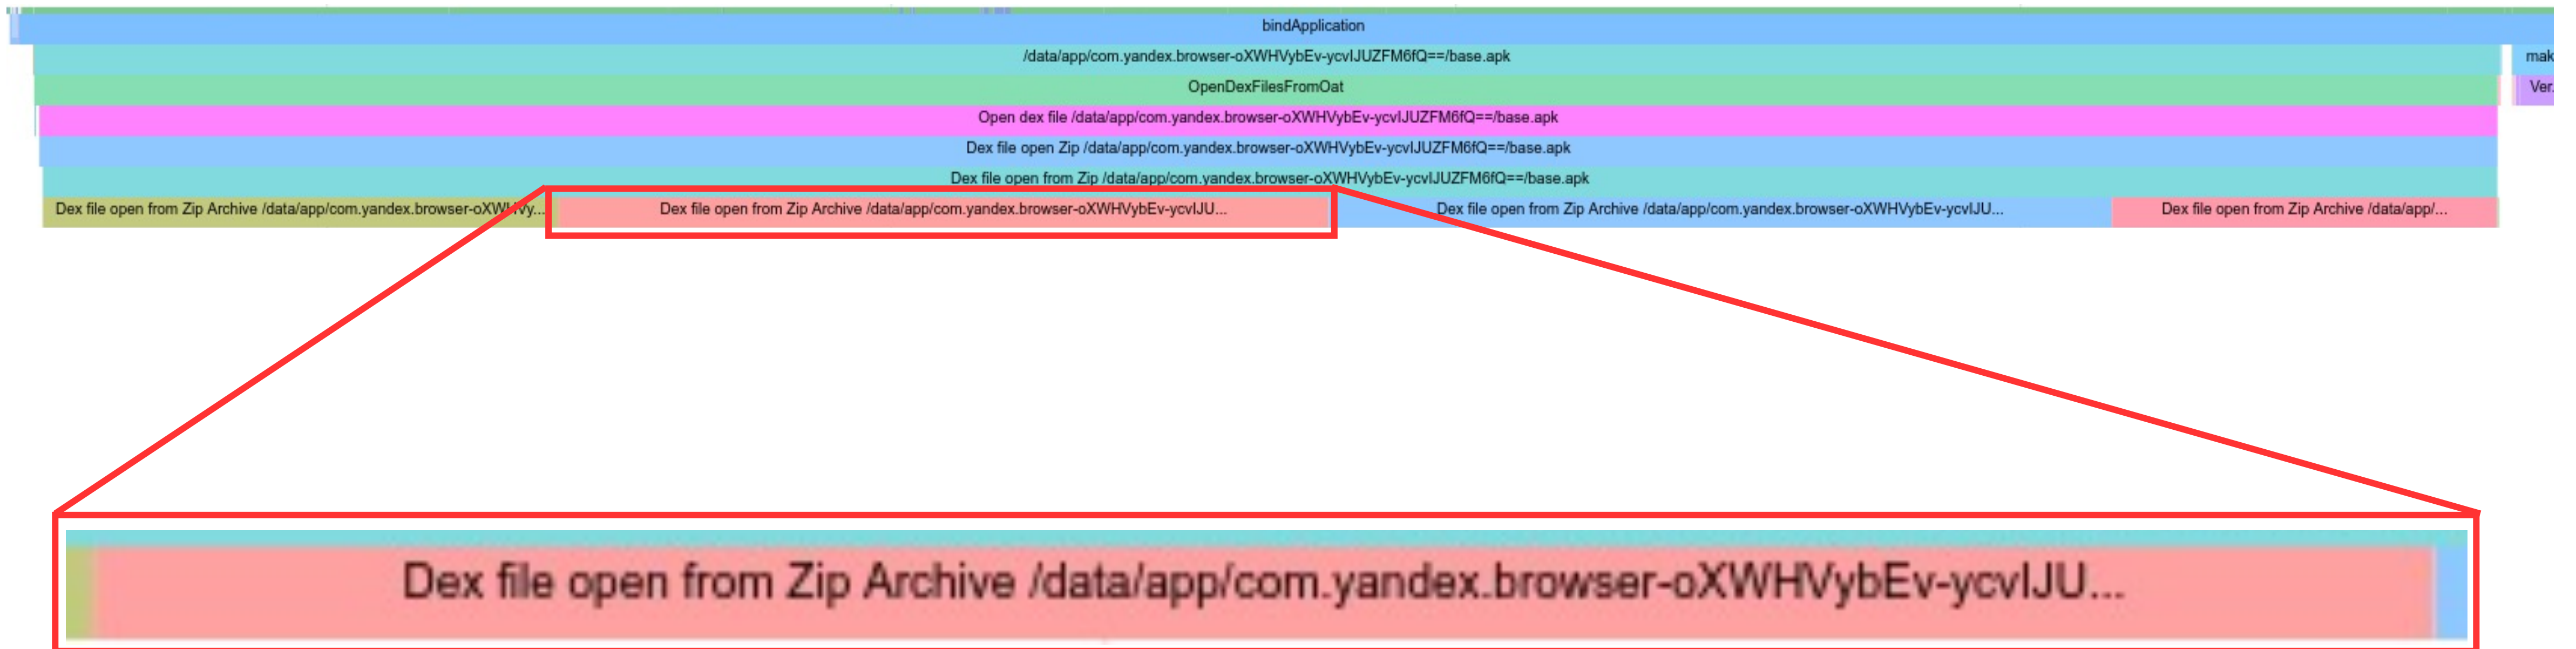 bindApplication
/data/app/com.yandex.browser-oXWHVybEv-ycvIJUZFM6fQ==/base.apk mak
OpenDexFilesFromOat Ver.
Open dex file /data/app/com.yandex.browser-oXWHVybEv-ycvIJUZFM6fQ==/base.apk
Dex file open Zip /data/app/com.yandex.browser-oXWHVybEv-ycvIJUZFM6fQ==/base.apk
Dex file open from Zip /data/app/com.yandex.browser-oXWHVybEv-ycvIJUZFM6fQ==/base.apk
Dex file open from Zip Archive /data/app/com.yandex.browser-oXWHVy... Dex file open from Zip Archive /data/app/com.yandex.browser-oXWHVybEv-ycvIJU... Dex file open from Zip Archive /data/app/com.yandex.browser-oXWHVybEv-ycvIJU... Dex file open from Zip Archive /data/app/...
Dex file open from Zip Archive /data/app/com.yandex.browser-oXWHVybEv-ycvIJU...